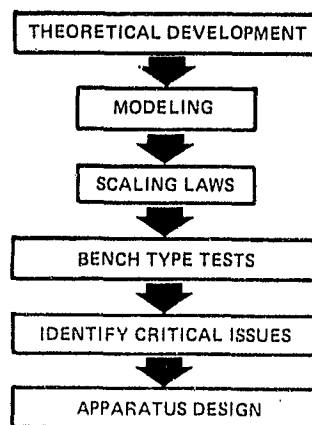 THEORETICAL DEVELOPMENT
MODELING
SCALING LAWS
BENCH TYPE TESTS
IDENTIFY CRITICAL ISSUES
APPARATUS DESIGN